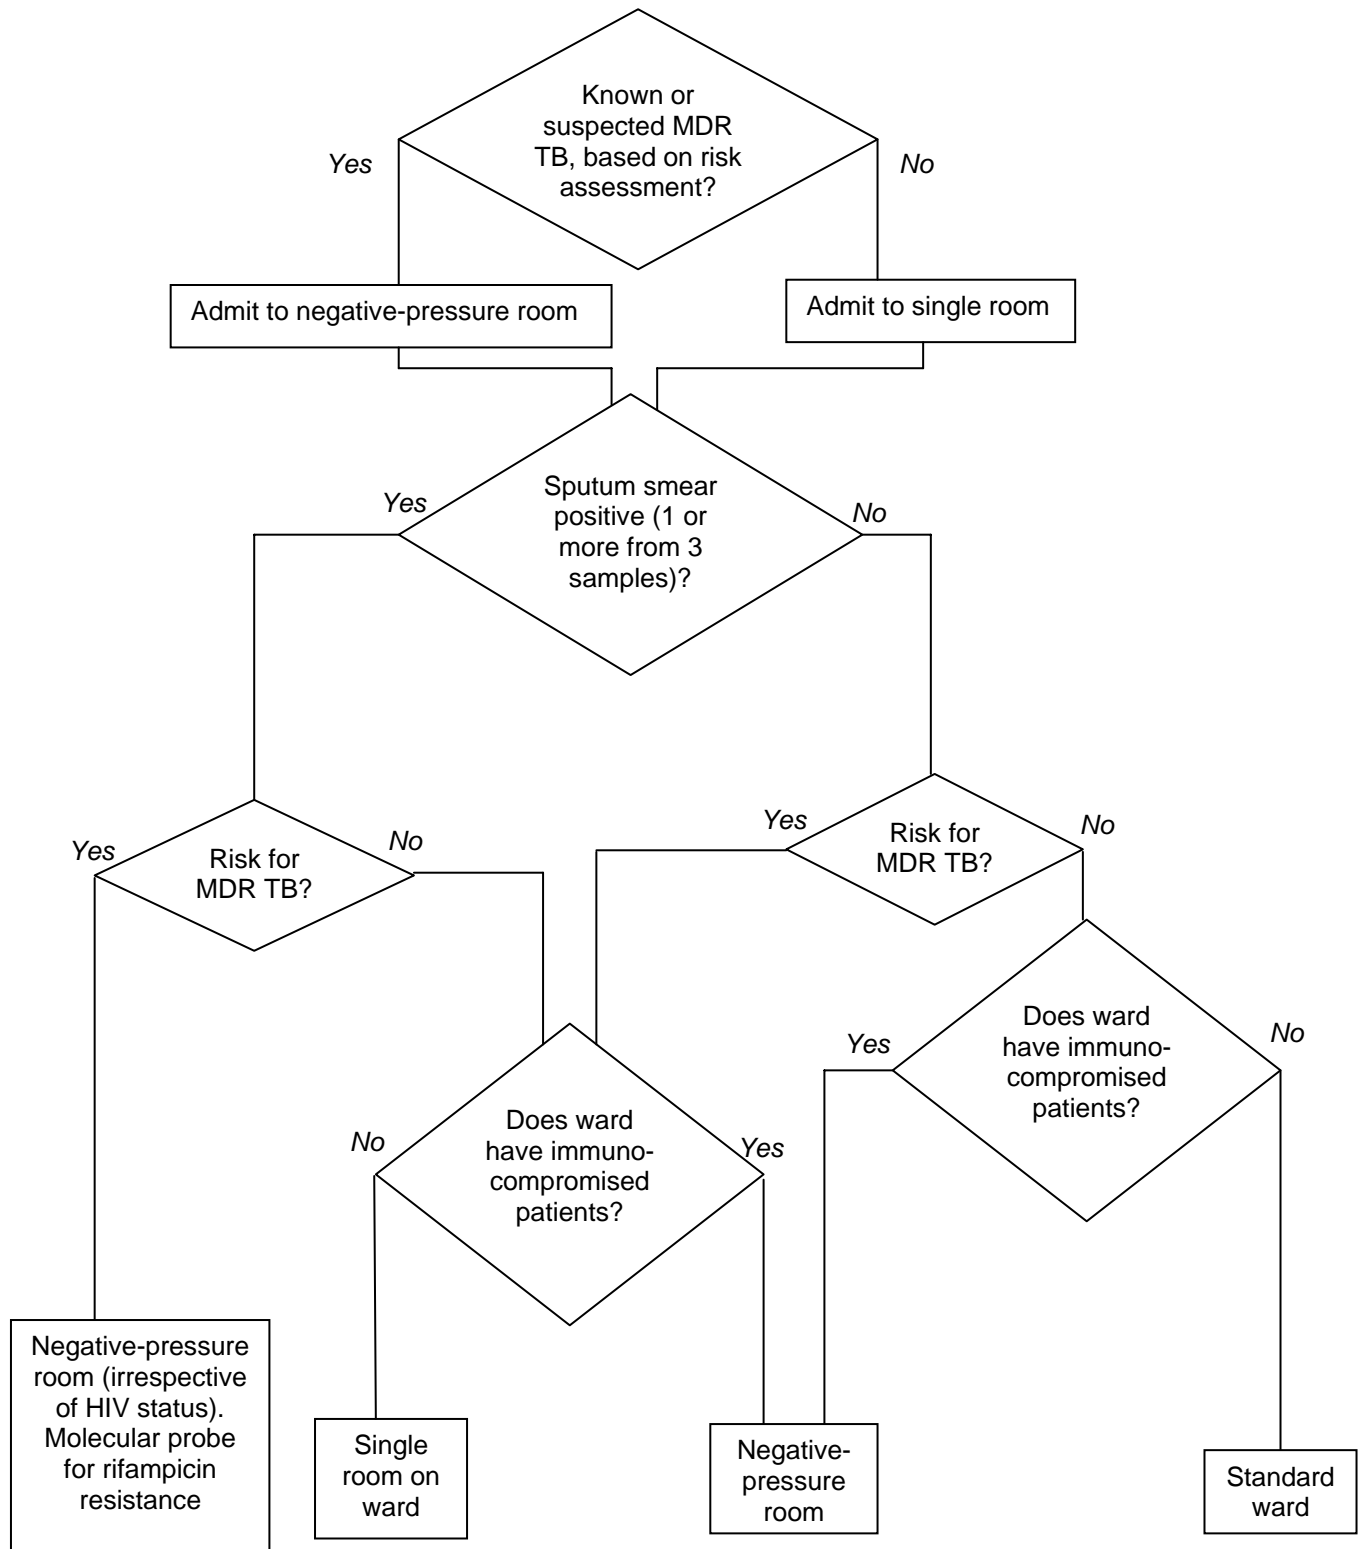 Known or
suspected MDR
TB, based on risk
assessment?
Yes
No
Admit to negative-pressure room
Admit to single room
Sputum smear
positive (1 or
more from 3
samples)?
Yes
No
Risk for
MDR TB?
Yes
No
Risk for
MDR TB?
Yes
No
Does ward
have immuno-
compromised
patients?
Yes
No
Does ward
have immuno-
compromised
patients?
No
Yes
Negative-pressure
room (irrespective
of HIV status).
Molecular probe
for rifampicin
resistance
Single
room on
ward
Negative-
pressure
room
Standard
ward